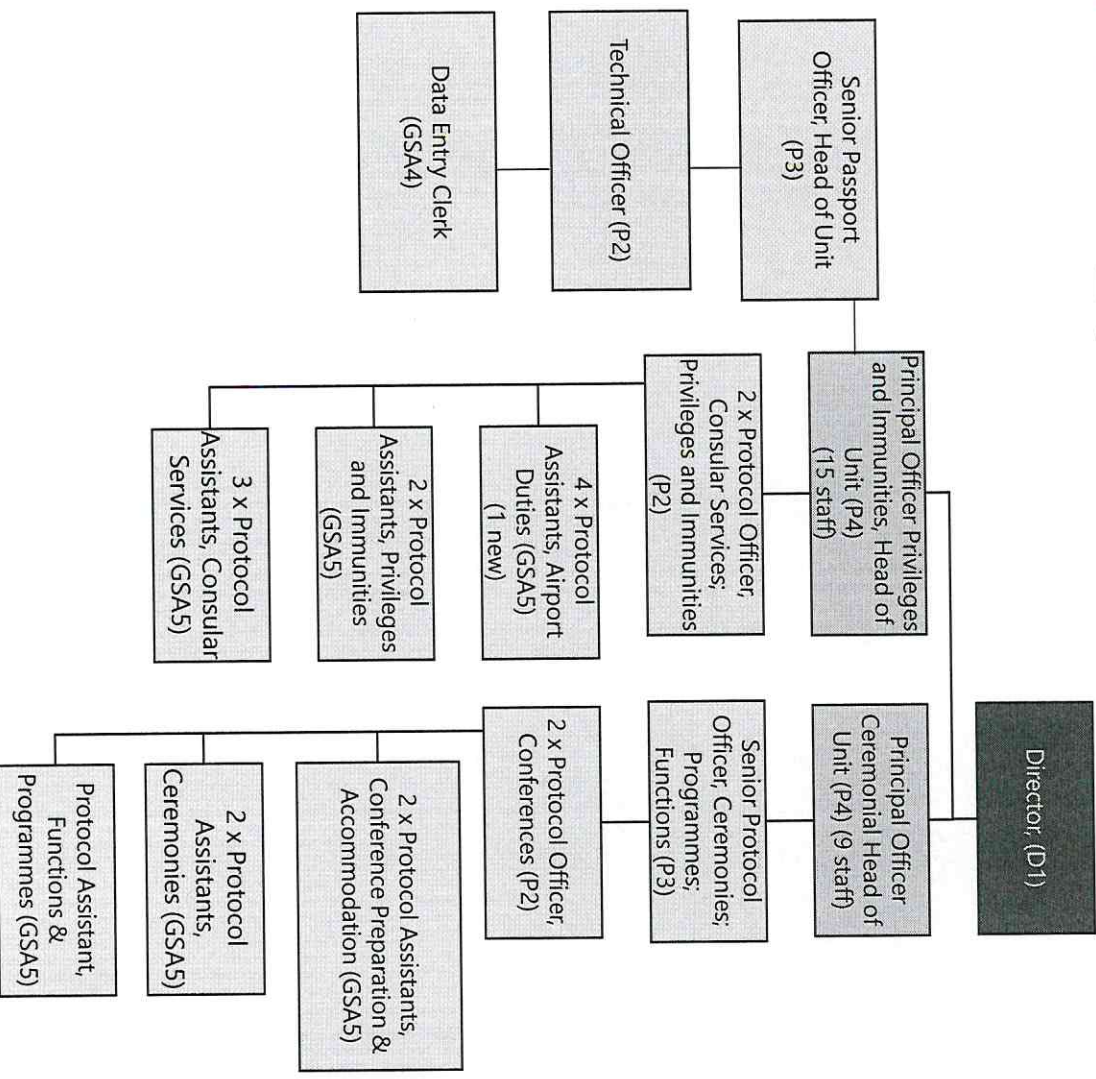 Director, (D1)
Principal Officer Privileges
and Immunities, Head of
Unit (P4)
(15 staff)
Principal Officer
Ceremonial Head of
Unit (P4) (9 staff)
Senior Passport
Officer, Head of Unit
(P3)
Technical Officer (P2)
Data Entry Clerk
(GSA4)
2 x Protocol Officer,
Consular Services;
Privileges and Immunities
(P2)
4 x Protocol
Assistants, Airport
Duties (GSA5)
(1 new)
2 x Protocol
Assistants, Privileges
and Immunities
(GSA5)
3 x Protocol
Assistants, Consular
Services (GSA5)
Senior Protocol
Officer, Ceremonies;
Programmes;
Functions (P3)
2 x Protocol Officer,
Conferences (P2)
2 x Protocol Assistants,
Conference Preparation &
Accommodation (GSA5)
2 x Protocol
Assistants,
Ceremonies (GSA5)
Protocol Assistant,
Functions &
Programmes (GSA5)